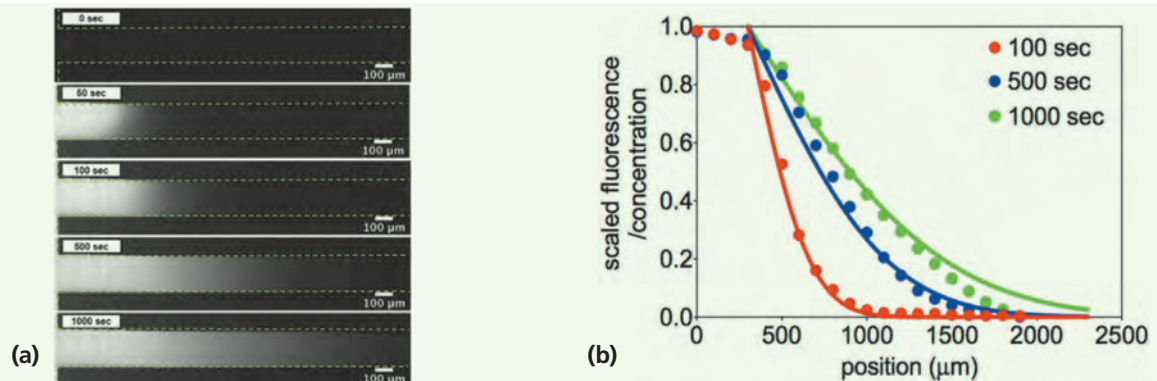 0 sec
100 µm
50 sec
100 µm
100 sec
100 µm
500 sec
100 µm
1000 sec
100 µm
(a)
1.0
0.8
0.6
0.4
0.2
0.0
0
500
1000
1500
2000
2500
scaled fluorescence
/concentration
position (µm)
100 sec
500 sec
1000 sec
(b)